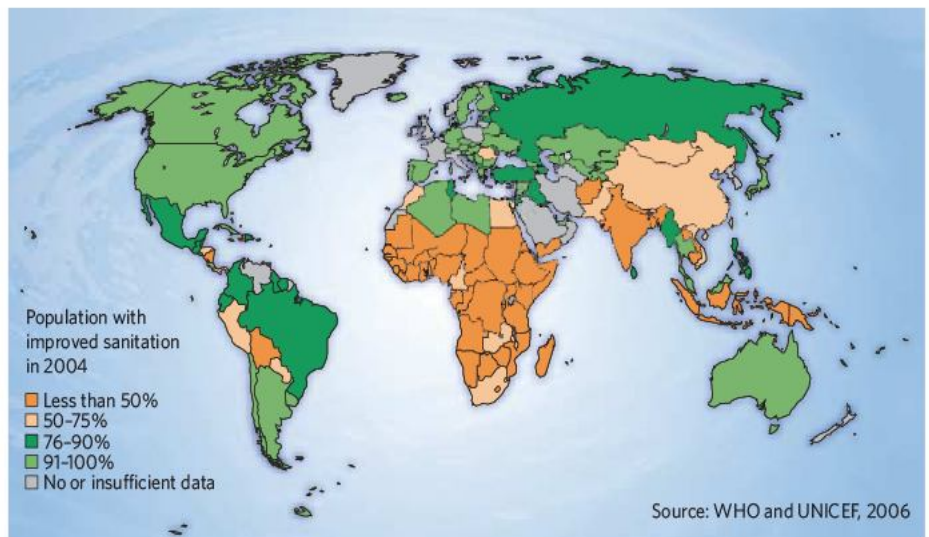 Population with
improved sanitation
in 2004
Less than 50%
50–75%
76–90%
91–100%
No or insufficient data
Source: WHO and UNICEF, 2006